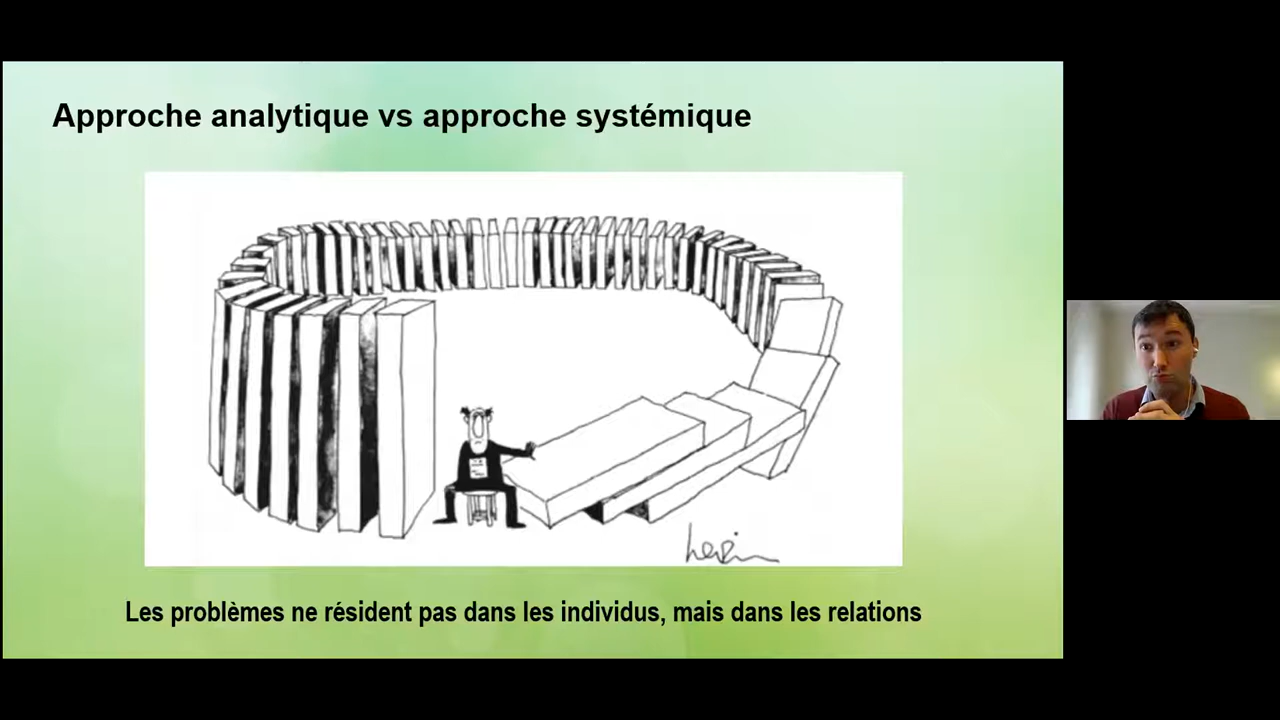 Approche analytique vs approche systémique
Les problèmes ne résident pas dans les individus, mais dans les relations